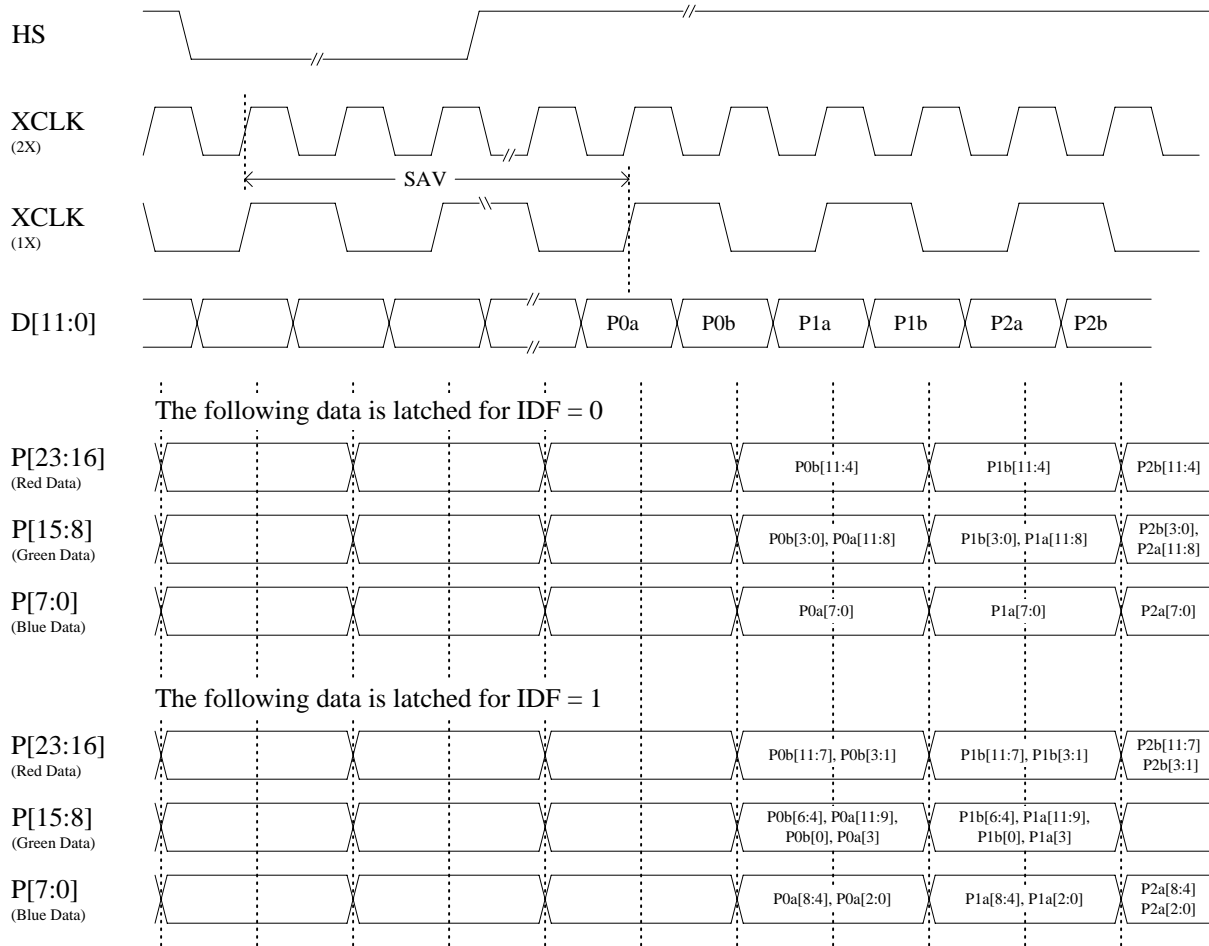 HS
XCLK
(2X)
SAV
XCLK
(1X)
D[11:0]
P0a
P0b
P1a
P1b
P2a
P2b
The following data is latched for IDF = 0
P[23:16]
(Red Data)
P0b[11:4]
P1b[11:4]
P2b[11:4]
P[15:8]
(Green Data)
P0b[3:0], P0a[11:8]
P1b[3:0], P1a[11:8]
P2b[3:0],
P2a[11:8]
P[7:0]
(Blue Data)
P0a[7:0]
P1a[7:0]
P2a[7:0]
The following data is latched for IDF = 1
P[23:16]
(Red Data)
P0b[11:7], P0b[3:1]
P1b[11:7], P1b[3:1]
P2b[11:7]
P2b[3:1]
P[15:8]
(Green Data)
P0b[6:4], P0a[11:9],
P0b[0], P0a[3]
P1b[6:4], P1a[11:9],
P1b[0], P1a[3]
P[7:0]
(Blue Data)
P0a[8:4], P0a[2:0]
P1a[8:4], P1a[2:0]
P2a[8:4]
P2a[2:0]